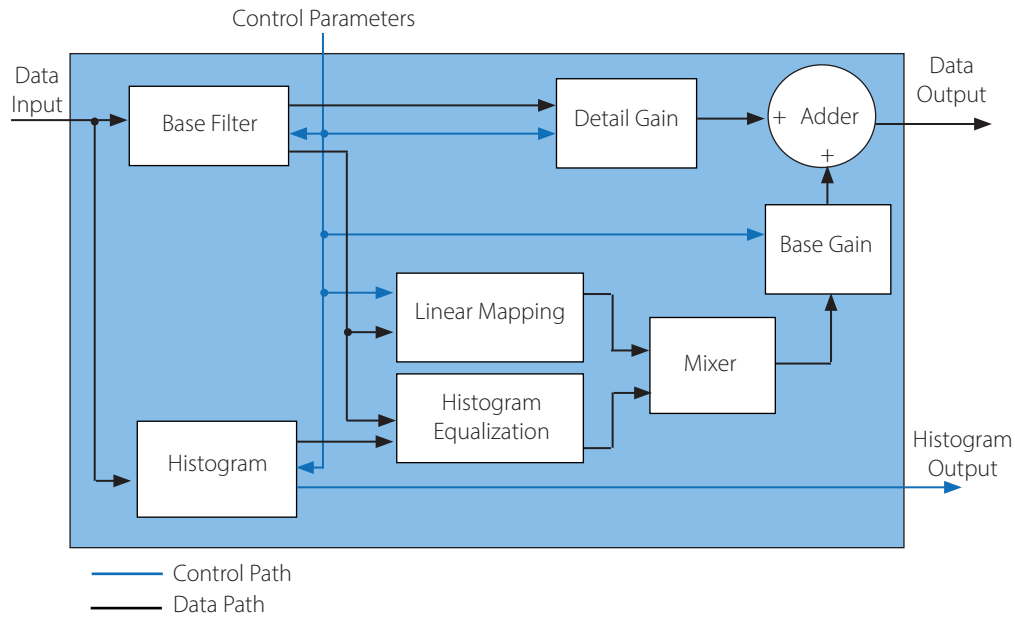 Control Parameters
Data
Input
Base Filter
Detail Gain
+ Adder
+
Data
Output
Base Gain
Linear Mapping
Mixer
Histogram
Equalization
Histogram
Histogram
Output
Control Path
Data Path